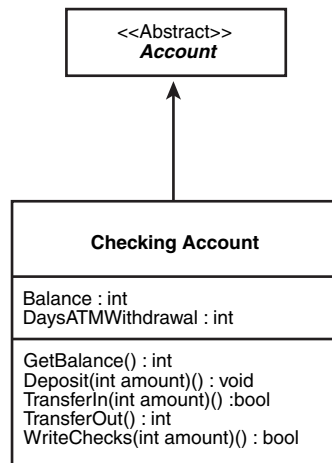 <<Abstract>>
Account
Checking Account
Balance : int
DaysATMWithdrawal : int
GetBalance() : int
Deposit(int amount)() : void
TransferIn(int amount)() :bool
TransferOut() : int
WriteChecks(int amount)() : bool